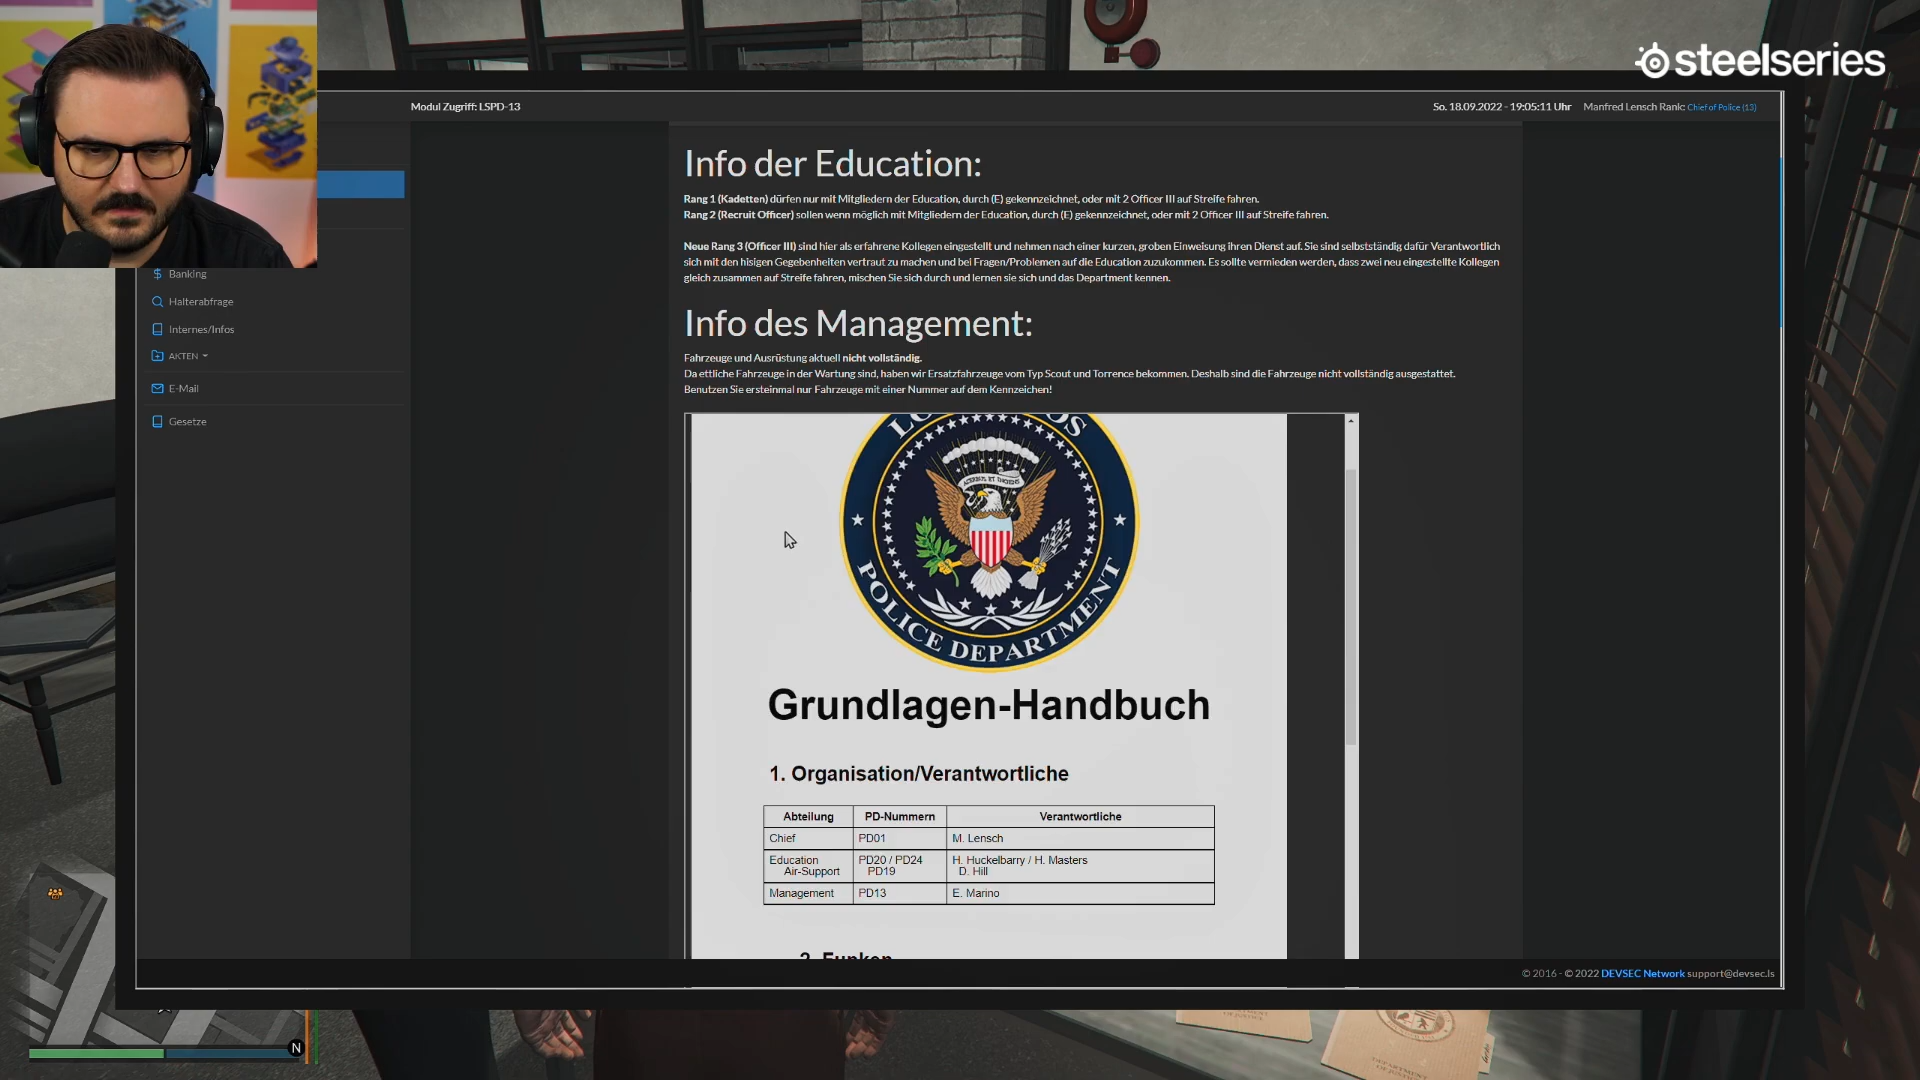 steelseries
Modul Zugriff: LSPD-13
So. 18.09.2022 - 19:05:11 Uhr
Manfred Lensch Rank: Chief of Police (13)
Banking
Halterabfrage
Internes/Infos
AKTEN
E-Mail
Gesetze
Info der Education:
Rang 1 (Kadetten) dürfen nur mit Mitgliedern der Education, durch (E) gekennzeichnet, oder mit 2 Officer III auf Streife fahren.
Rang 2 (Recruit Officer) sollen wenn möglich mit Mitgliedern der Education, durch (E) gekennzeichnet, oder mit 2 Officer III auf Streife fahren.
Neue Rang 3 (Officer III) sind hier als erfahrene Kollegen eingestellt und nehmen nach einer kurzen, groben Einweisung ihren Dienst auf. Sie sind selbstständig dafür Verantwortlich
sich mit den hisigen Gegebenheiten vertraut zu machen und bei Fragen/Problemen auf die Education zuzukommen. Es sollte vermieden werden, dass zwei neu eingestellte Kollegen
gleich zusammen auf Streife fahren, mischen Sie sich durch und lernen sie sich und das Department kennen.
Info des Management:
Fahrzeuge und Ausrüstung aktuell nicht vollständig.
Da ettliche Fahrzeuge in der Wartung sind, haben wir Ersatzfahrzeuge vom Typ Scout und Torrence bekommen. Deshalb sind die Fahrzeuge nicht vollständig ausgestattet.
Benutzen Sie ersteinmal nur Fahrzeuge mit einer Nummer auf dem Kennzeichen!
POLICE DEPARTMENT
Grundlagen-Handbuch
1. Organisation/Verantwortliche
Abteilung PD-Nummern Verantwortliche
Chief PD01 M. Lensch
Education PD20 / PD24 H. Huckelbarry / H. Masters
Air-Support PD19 D. Hill
Management PD13 E. Marino
2. Funken
© 2016 - © 2022 DEVSEC Network support@devsec.ls
N